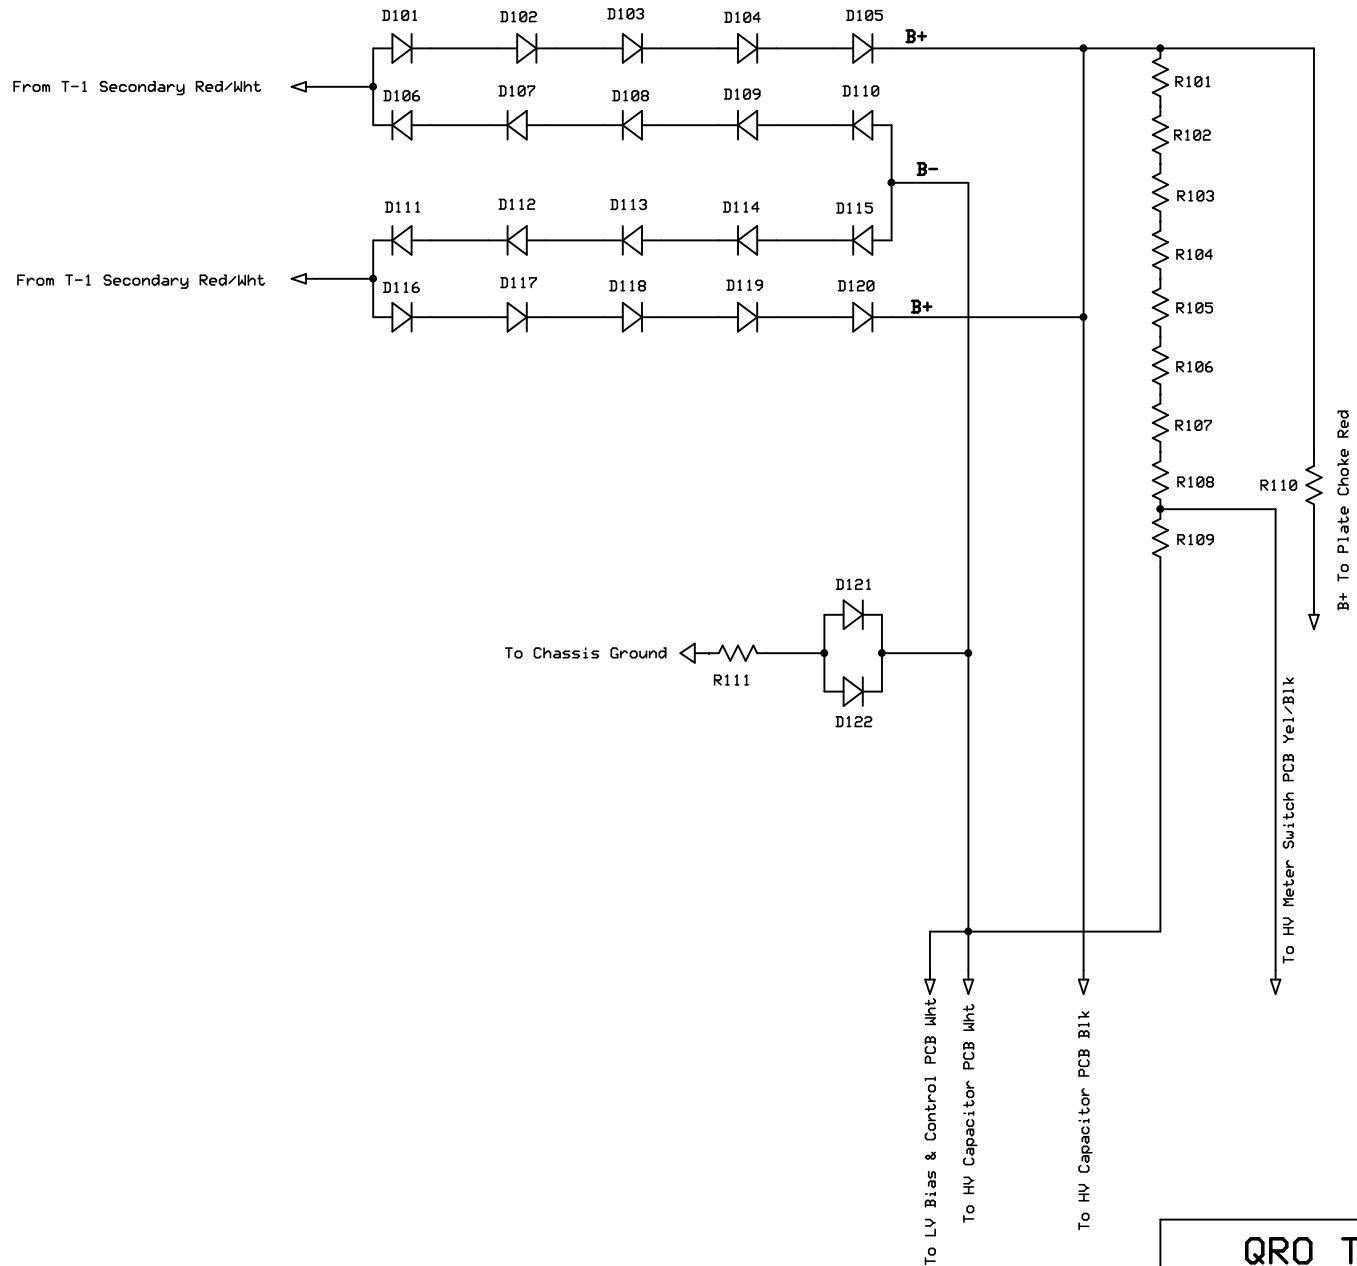 D101
D102
D103
D104
D105
B+
From T-1 Secondary Red/Wht
D106
D107
D108
D109
D110
R101
R102
B-
R103
D111
D112
D113
D114
D115
R104
From T-1 Secondary Red/Wht
D116
D117
D118
D119
D120
B+
R105
R106
R107
R108
R110
B+ To Plate Choke Red
R109
D121
To Chassis Ground
R111
D122
To HV Meter Switch PCB Yel/Blk
To LV Bias & Control PCB Wht
To HV Capacitor PCB Wht
To HV Capacitor PCB Blk
QRO T